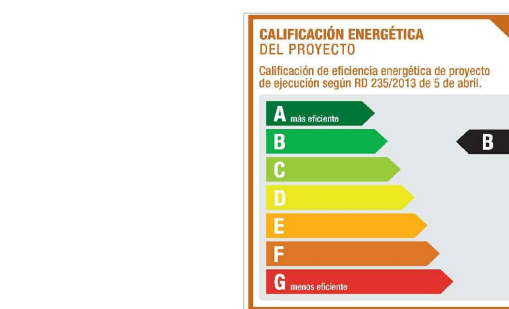 CALIFICACIÓN ENERGÉTICA
DEL PROYECTO
Calificación de eficiencia energética de proyecto
de ejecución según RD 235/2013 de 5 de abril.
A más eficiente
B B
C
D
E
F
G menos eficiente